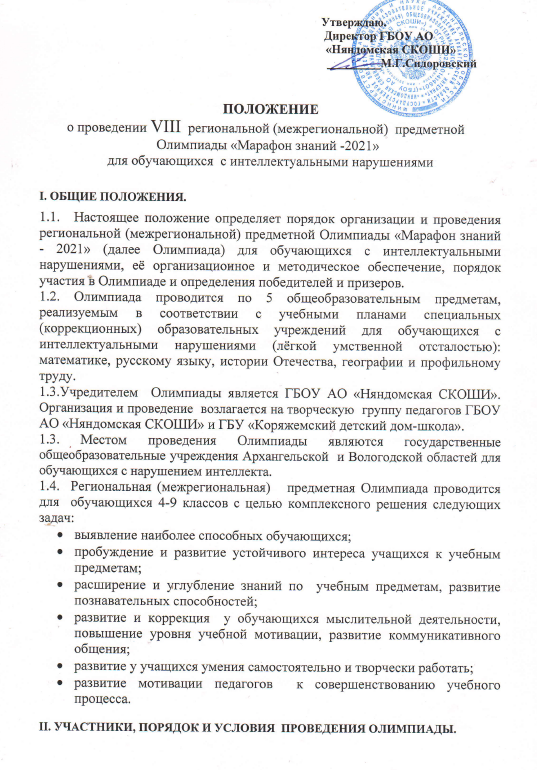 Утверждаю.
Директор ГБОУ АО
«Няндомская СКОШИ»
М.Г.Сидоровский
ПОЛОЖЕНИЕ
о проведении VIII региональной (межрегиональной) предметной
Олимпиады «Марафон знаний -2021»
для обучающихся с интеллектуальными нарушениями
I. ОБЩИЕ ПОЛОЖЕНИЯ.
1.1. Настоящее положение определяет порядок организации и проведения
региональной (межрегиональной) предметной Олимпиады «Марафон знаний
- 2021» (далее Олимпиада) для обучающихся с интеллектуальными
нарушениями, её организационное и методическое обеспечение, порядок
участия в Олимпиаде и определения победителей и призеров.
1.2. Олимпиада проводится по 5 общеобразовательным предметам,
реализуемым в соответствии с учебными планами специальных
(коррекционных) образовательных учреждений для обучающихся с
интеллектуальными нарушениями (лёгкой умственной отсталостью):
математике, русскому языку, истории Отечества, географии и профильному
труду.
1.3.Учредителем Олимпиады является ГБОУ АО «Няндомская СКОШИ».
Организация и проведение возлагается на творческую группу педагогов ГБОУ
АО «Няндомская СКОШИ» и ГБУ «Коряжемский детский дом-школа».
1.3. Местом проведения Олимпиады являются государственные
общеобразовательные учреждения Архангельской и Вологодской областей для
обучающихся с нарушением интеллекта.
1.4. Региональная (межрегиональная) предметная Олимпиада проводится
для обучающихся 4-9 классов с целью комплексного решения следующих
задач:
• выявление наиболее способных обучающихся;
• пробуждение и развитие устойчивого интереса учащихся к учебным
предметам;
• расширение и углубление знаний по учебным предметам, развитие
познавательных способностей;
• развитие и коррекция у обучающихся мыслительной деятельности,
повышение уровня учебной мотивации, развитие коммуникативного
общения;
• развитие у учащихся умения самостоятельно и творчески работать;
• развитие мотивации педагогов к совершенствованию учебного
процесса.
II. УЧАСТНИКИ, ПОРЯДОК И УСЛОВИЯ ПРОВЕДЕНИЯ ОЛИМПИАДЫ.